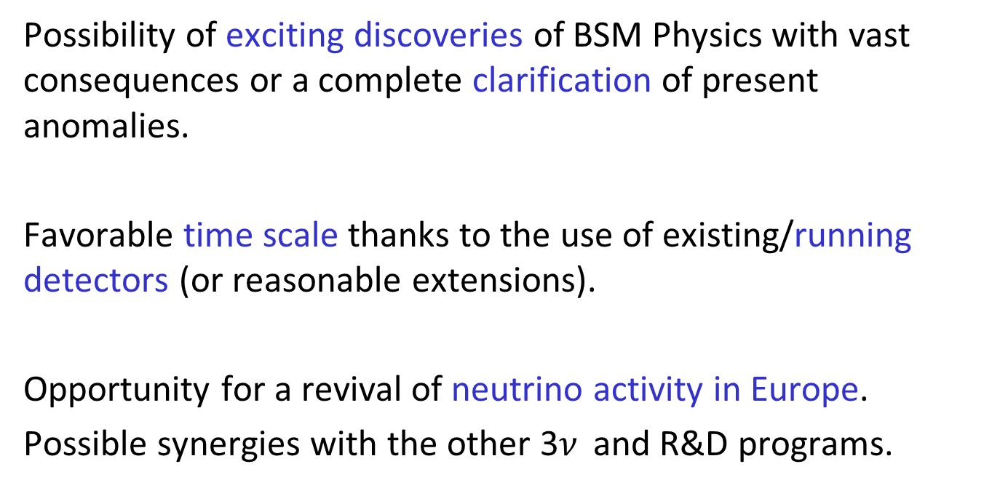 Possibility of exciting discoveries of BSM Physics with vast
consequences or a complete clarification of present
anomalies.
Favorable time scale thanks to the use of existing/running
detectors (or reasonable extensions).
Opportunity for a revival of neutrino activity in Europe.
Possible synergies with the other 3ν and R&D programs.